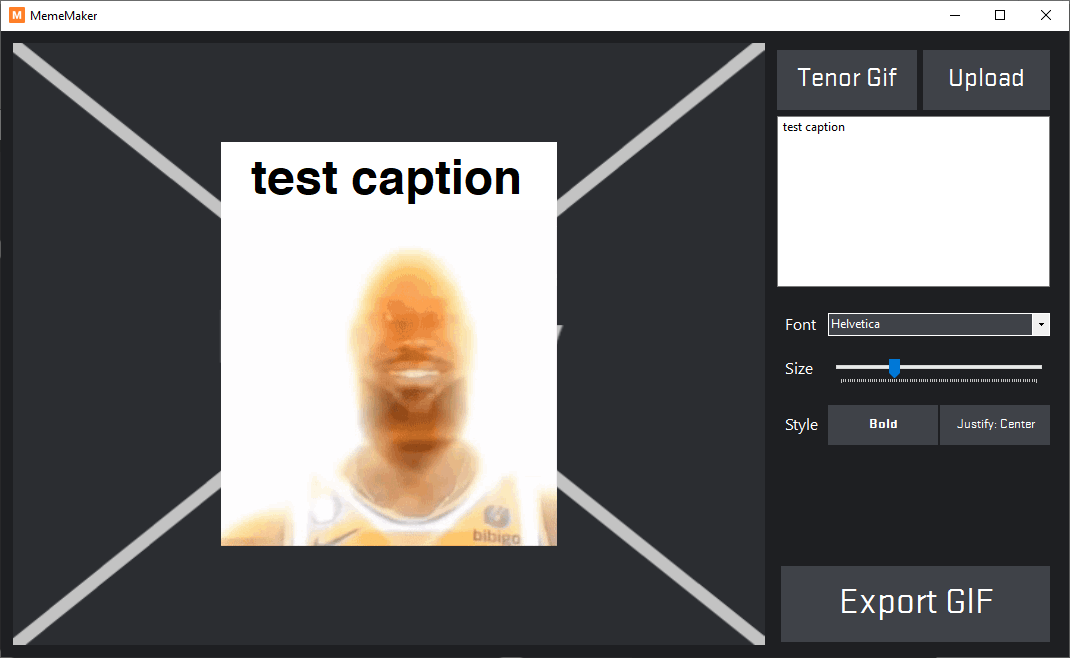 M MemeMaker
Tenor Gif
Upload
test caption
test caption
bibigo
Font
Helvetica
Size
Style
Bold
Justify: Center
Export GIF